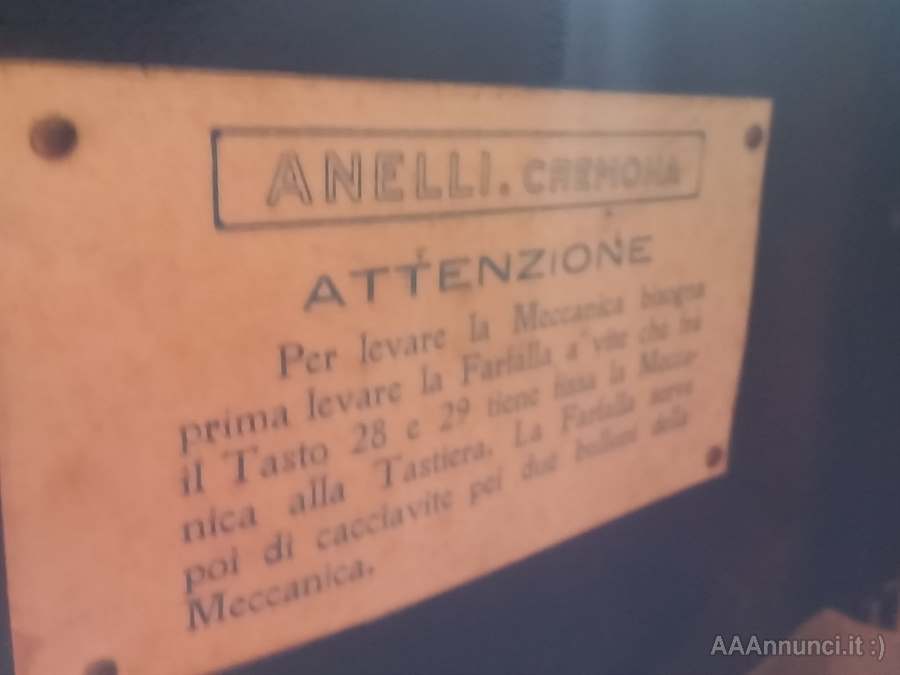 ANELLI. CREMONA
ATTENZIONE
Per levare la Meccanica bisogna
prima levare la Farfalla a vite che fra
il Tasto 28 e 29 tiene fissa la Mecca-
nica alla Tastiera. La Farfalla serve
poi di cacciavite pei due bulloni della
Meccanica.
AAAnnunci.it :)